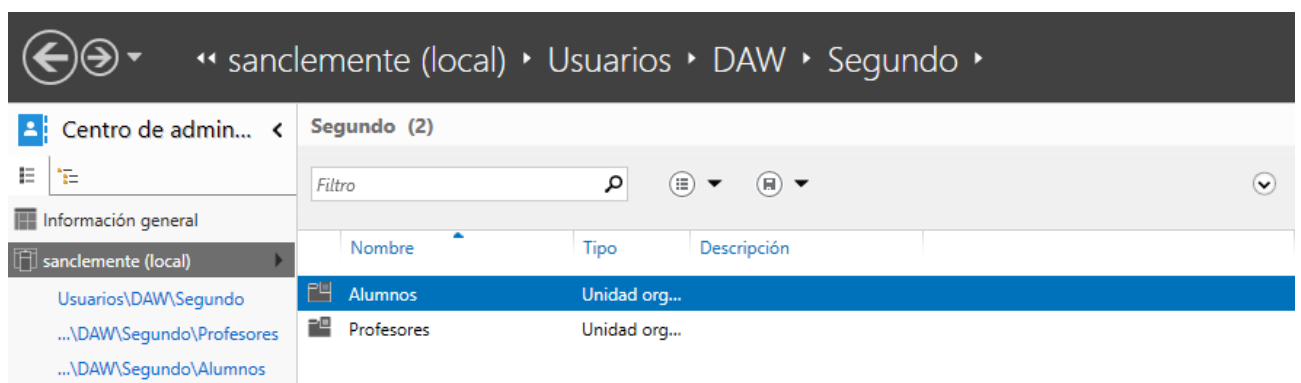 sanclemente (local) Usuarios DAW Segundo
Centro de admin...
Segundo (2)
Filtro
Información general
sanclemente (local)
Usuarios\DAW\Segundo
...\DAW\Segundo\Profesores
...\DAW\Segundo\Alumnos
Nombre Tipo Descripción
Alumnos Unidad org...
Profesores Unidad org...